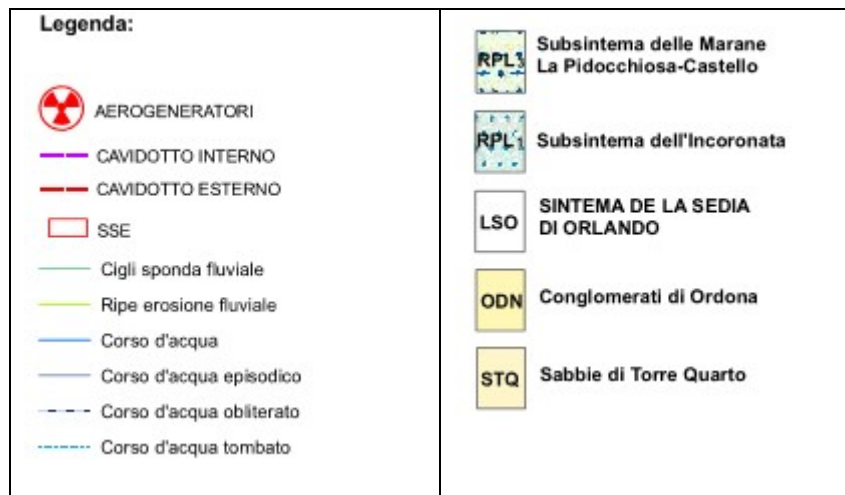 Legenda:
AEROGENERATORI
CAVIDOTTO INTERNO
CAVIDOTTO ESTERNO
SSE
Cigli sponda fluviale
Ripe erosione fluviale
Corso d'acqua
Corso d'acqua episodico
Corso d'acqua obliterato
Corso d'acqua tombato
RPL3 Subsintema delle Marane
La Pidocchiosa-Castello
RPL1 Subsintema dell'Incoronata
LSO SINTEMA DE LA SEDIA
DI ORLANDO
ODN Conglomerati di Ordona
STQ Sabbie di Torre Quarto